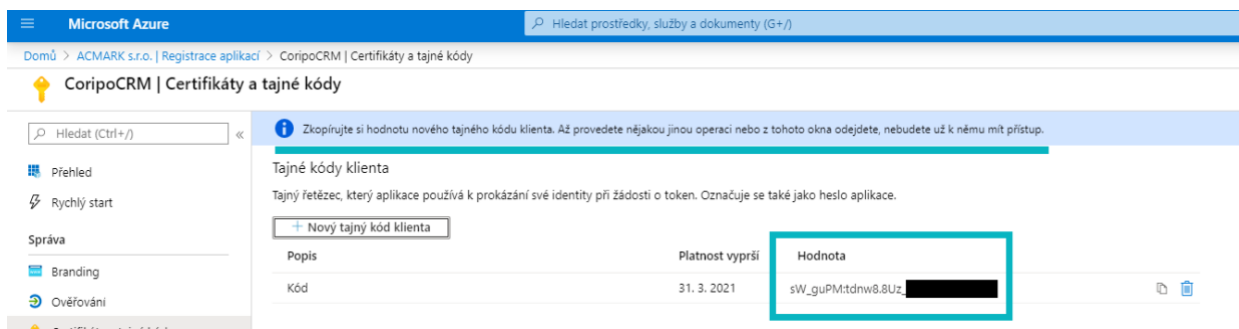 Microsoft Azure
Hledat prostředky, služby a dokumenty (G+/)
Domů > ACMARK s.r.o. | Registrace aplikací > CoripoCRM | Certifikáty a tajné kódy
CoripoCRM | Certifikáty a tajné kódy
Hledat (Ctrl+/)
«
Zkopírujte si hodnotu nového tajného kódu klienta. Až provedete nějakou jinou operaci nebo z tohoto okna odejdete, nebudete už k němu mít přístup.
Přehled
Rychlý start
Správa
Branding
Ověřování
Tajné kódy klienta
Tajný řetězec, který aplikace používá k prokázání své identity při žádosti o token. Označuje se také jako heslo aplikace.
+ Nový tajný kód klienta
Popis Platnost vyprší Hodnota
Kód 31. 3. 2021 sW_guPM:tdnw8.8Uz_